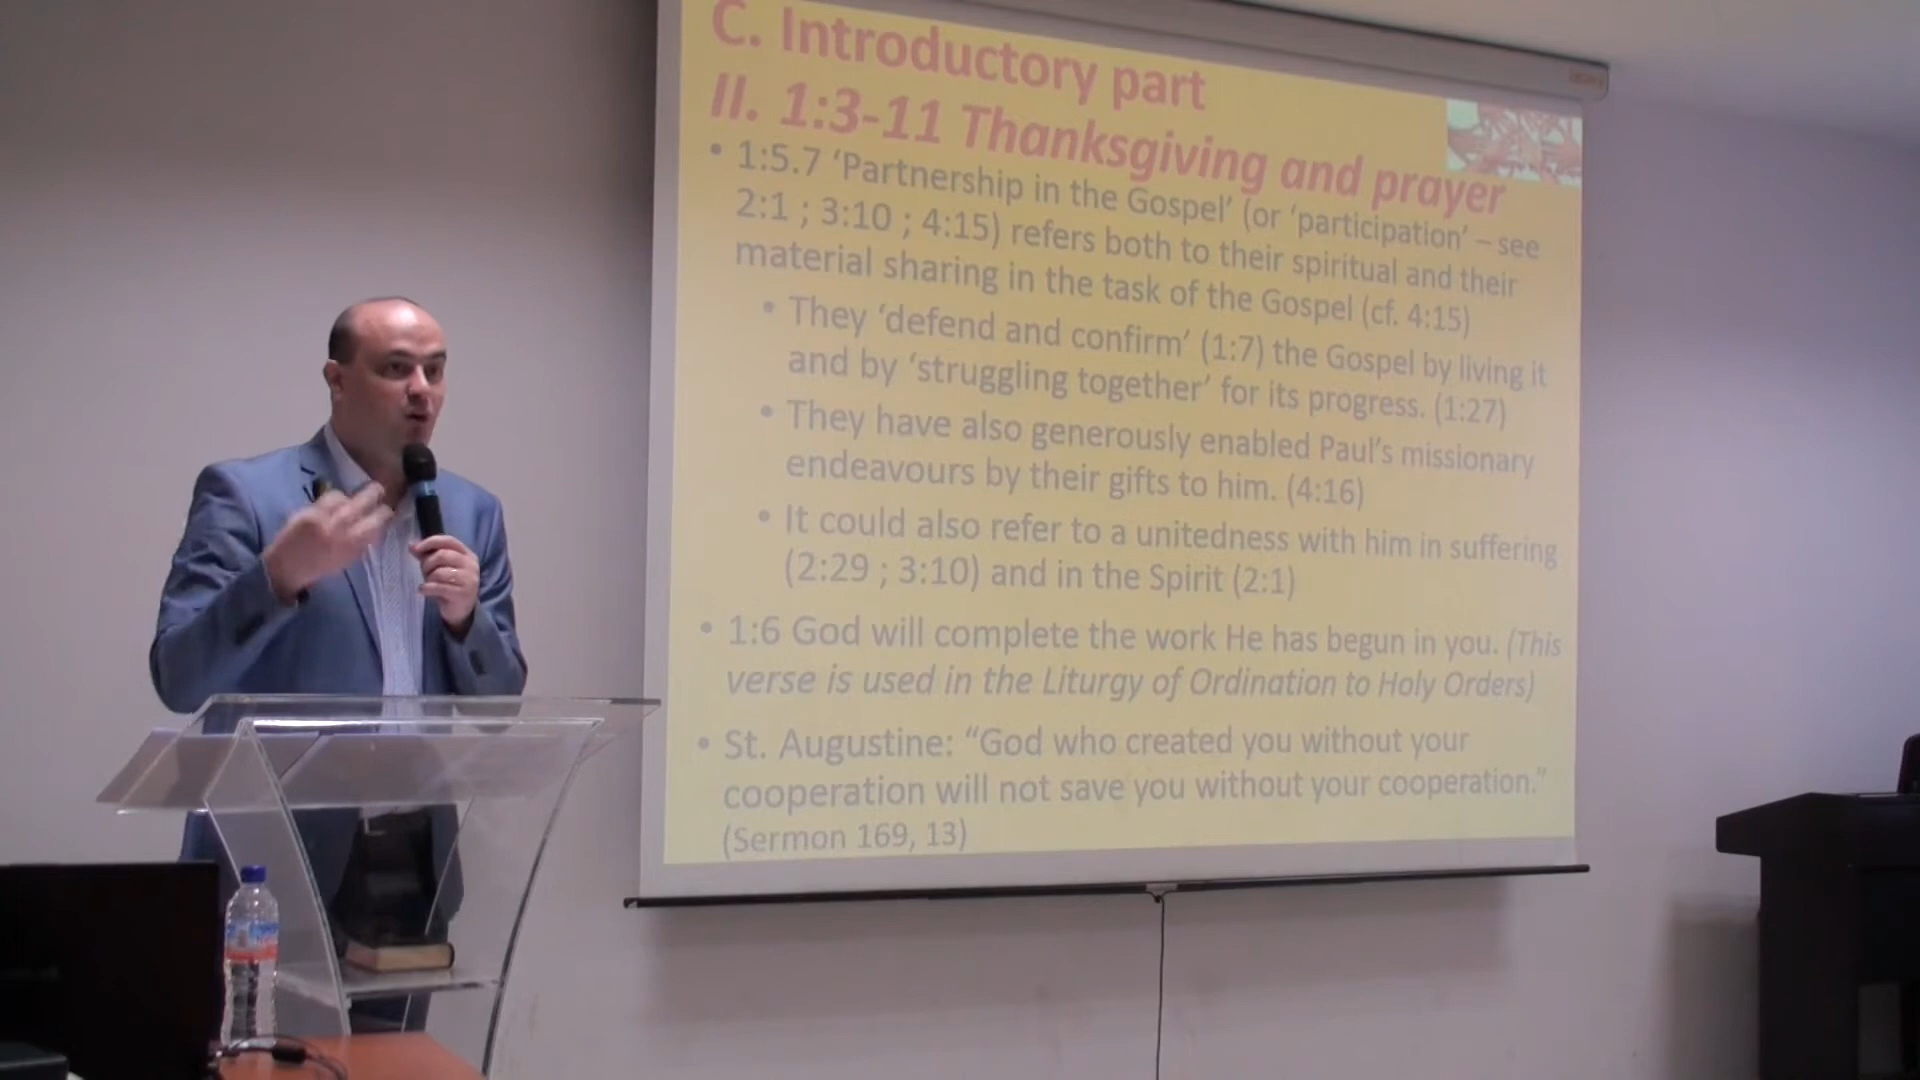 C. Introductory part
II. 1:3-11 Thanksgiving and prayer
• 1:5.7 ‘Partnership in the Gospel’ (or ‘participation’ – see
2:1 ; 3:10 ; 4:15) refers both to their spiritual and their
material sharing in the task of the Gospel (cf. 4:15)
• They ‘defend and confirm’ (1:7) the Gospel by living it
and by ‘struggling together’ for its progress. (1:27)
• They have also generously enabled Paul’s missionary
endeavours by their gifts to him. (4:16)
• It could also refer to a unitedness with him in suffering
(2:29 ; 3:10) and in the Spirit (2:1)
• 1:6 God will complete the work He has begun in you. (This
verse is used in the Liturgy of Ordination to Holy Orders)
• St. Augustine: “God who created you without your
cooperation will not save you without your cooperation.”
(Sermon 169, 13)